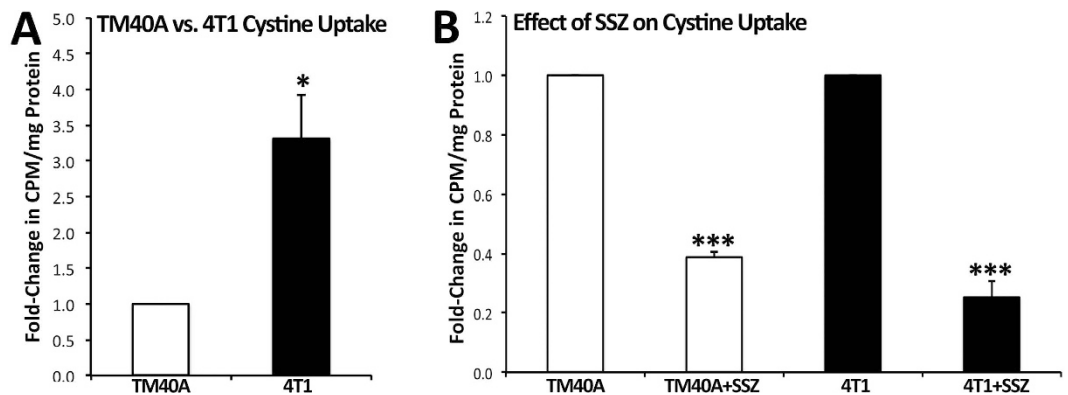 A
TM40A vs. 4T1 Cystine Uptake
Fold-Change in CPM/mg Protein
5.0
4.5
4.0
3.5
3.0
2.5
2.0
1.5
1.0
0.5
0.0
*
TM40A
4T1
B
Effect of SSZ on Cystine Uptake
Fold-Change in CPM/mg Protein
1.2
1.0
0.8
0.6
0.4
0.2
0.0
***
***
TM40A
TM40A+SSZ
4T1
4T1+SSZ